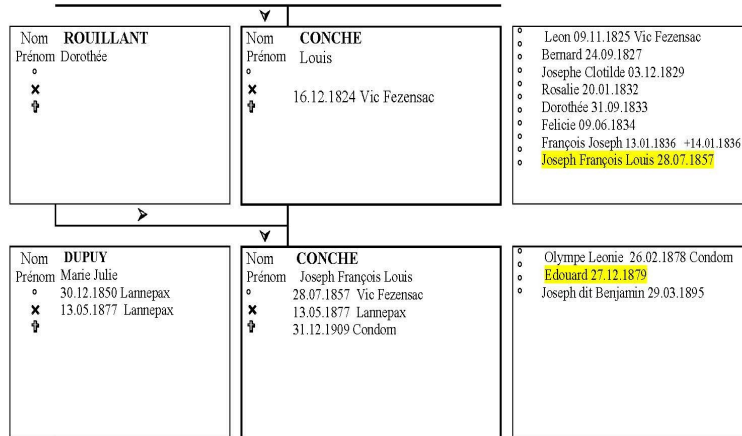 Nom ROUILLANT
Prénom Dorothée
Nom CONCHE
Prénom Louis
16.12.1824 Vic Fezensac
Leon 09.11.1825 Vic Fezensac
Bernard 24.09.1827
Josephe Clotilde 03.12.1829
Rosalie 20.01.1832
Dorothée 31.09.1833
Felicie 09.06.1834
François Joseph 13.01.1836 +14.01.1836
Joseph François Louis 28.07.1857
Nom DUPUY
Prénom Marie Julie
30.12.1850 Lannepax
13.05.1877 Lannepax
Nom CONCHE
Prénom Joseph François Louis
28.07.1857 Vic Fezensac
13.05.1877 Lannepax
31.12.1909 Condom
Olympe Leonie 26.02.1878 Condom
Edouard 27.12.1879
Joseph dit Benjamin 29.03.1895